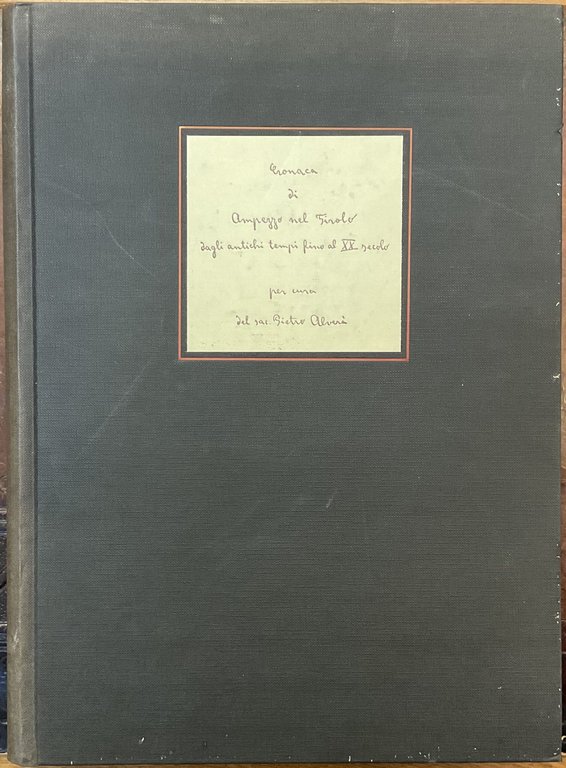 Cronaca
di
Ampezzo nel Tirolo
dagli antichi tempi fino al XX secolo
per cura
del sac. Pietro Alverà